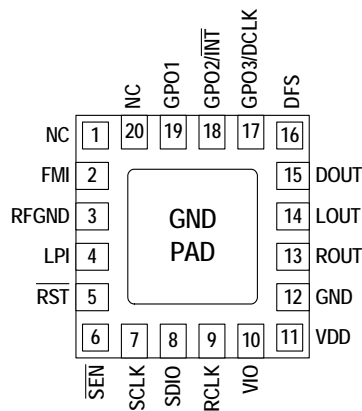 NC
GPO1
GPO2/INT
GPO3/DCLK
DFS
NC 1 20 19 18 17 16
FMI 2 15 DOUT
RFGND 3 14 LOUT
GND
PAD
LPI 4 13 ROUT
RST 5 12 GND
6 7 8 9 10 11 VDD
SEN
SCLK
SDIO
RCLK
VIO